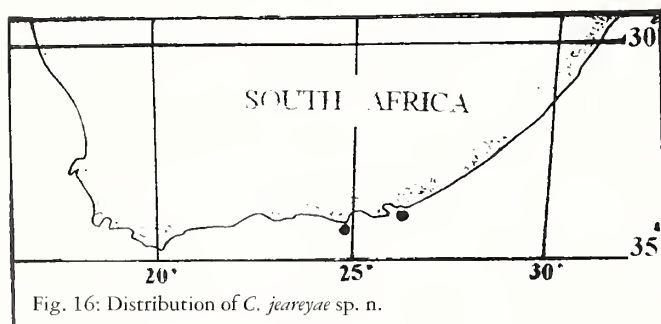 30°
SOUTH AFRICA
35°
20° 25° 30°
Fig. 16: Distribution of C. jeareyae sp. n.